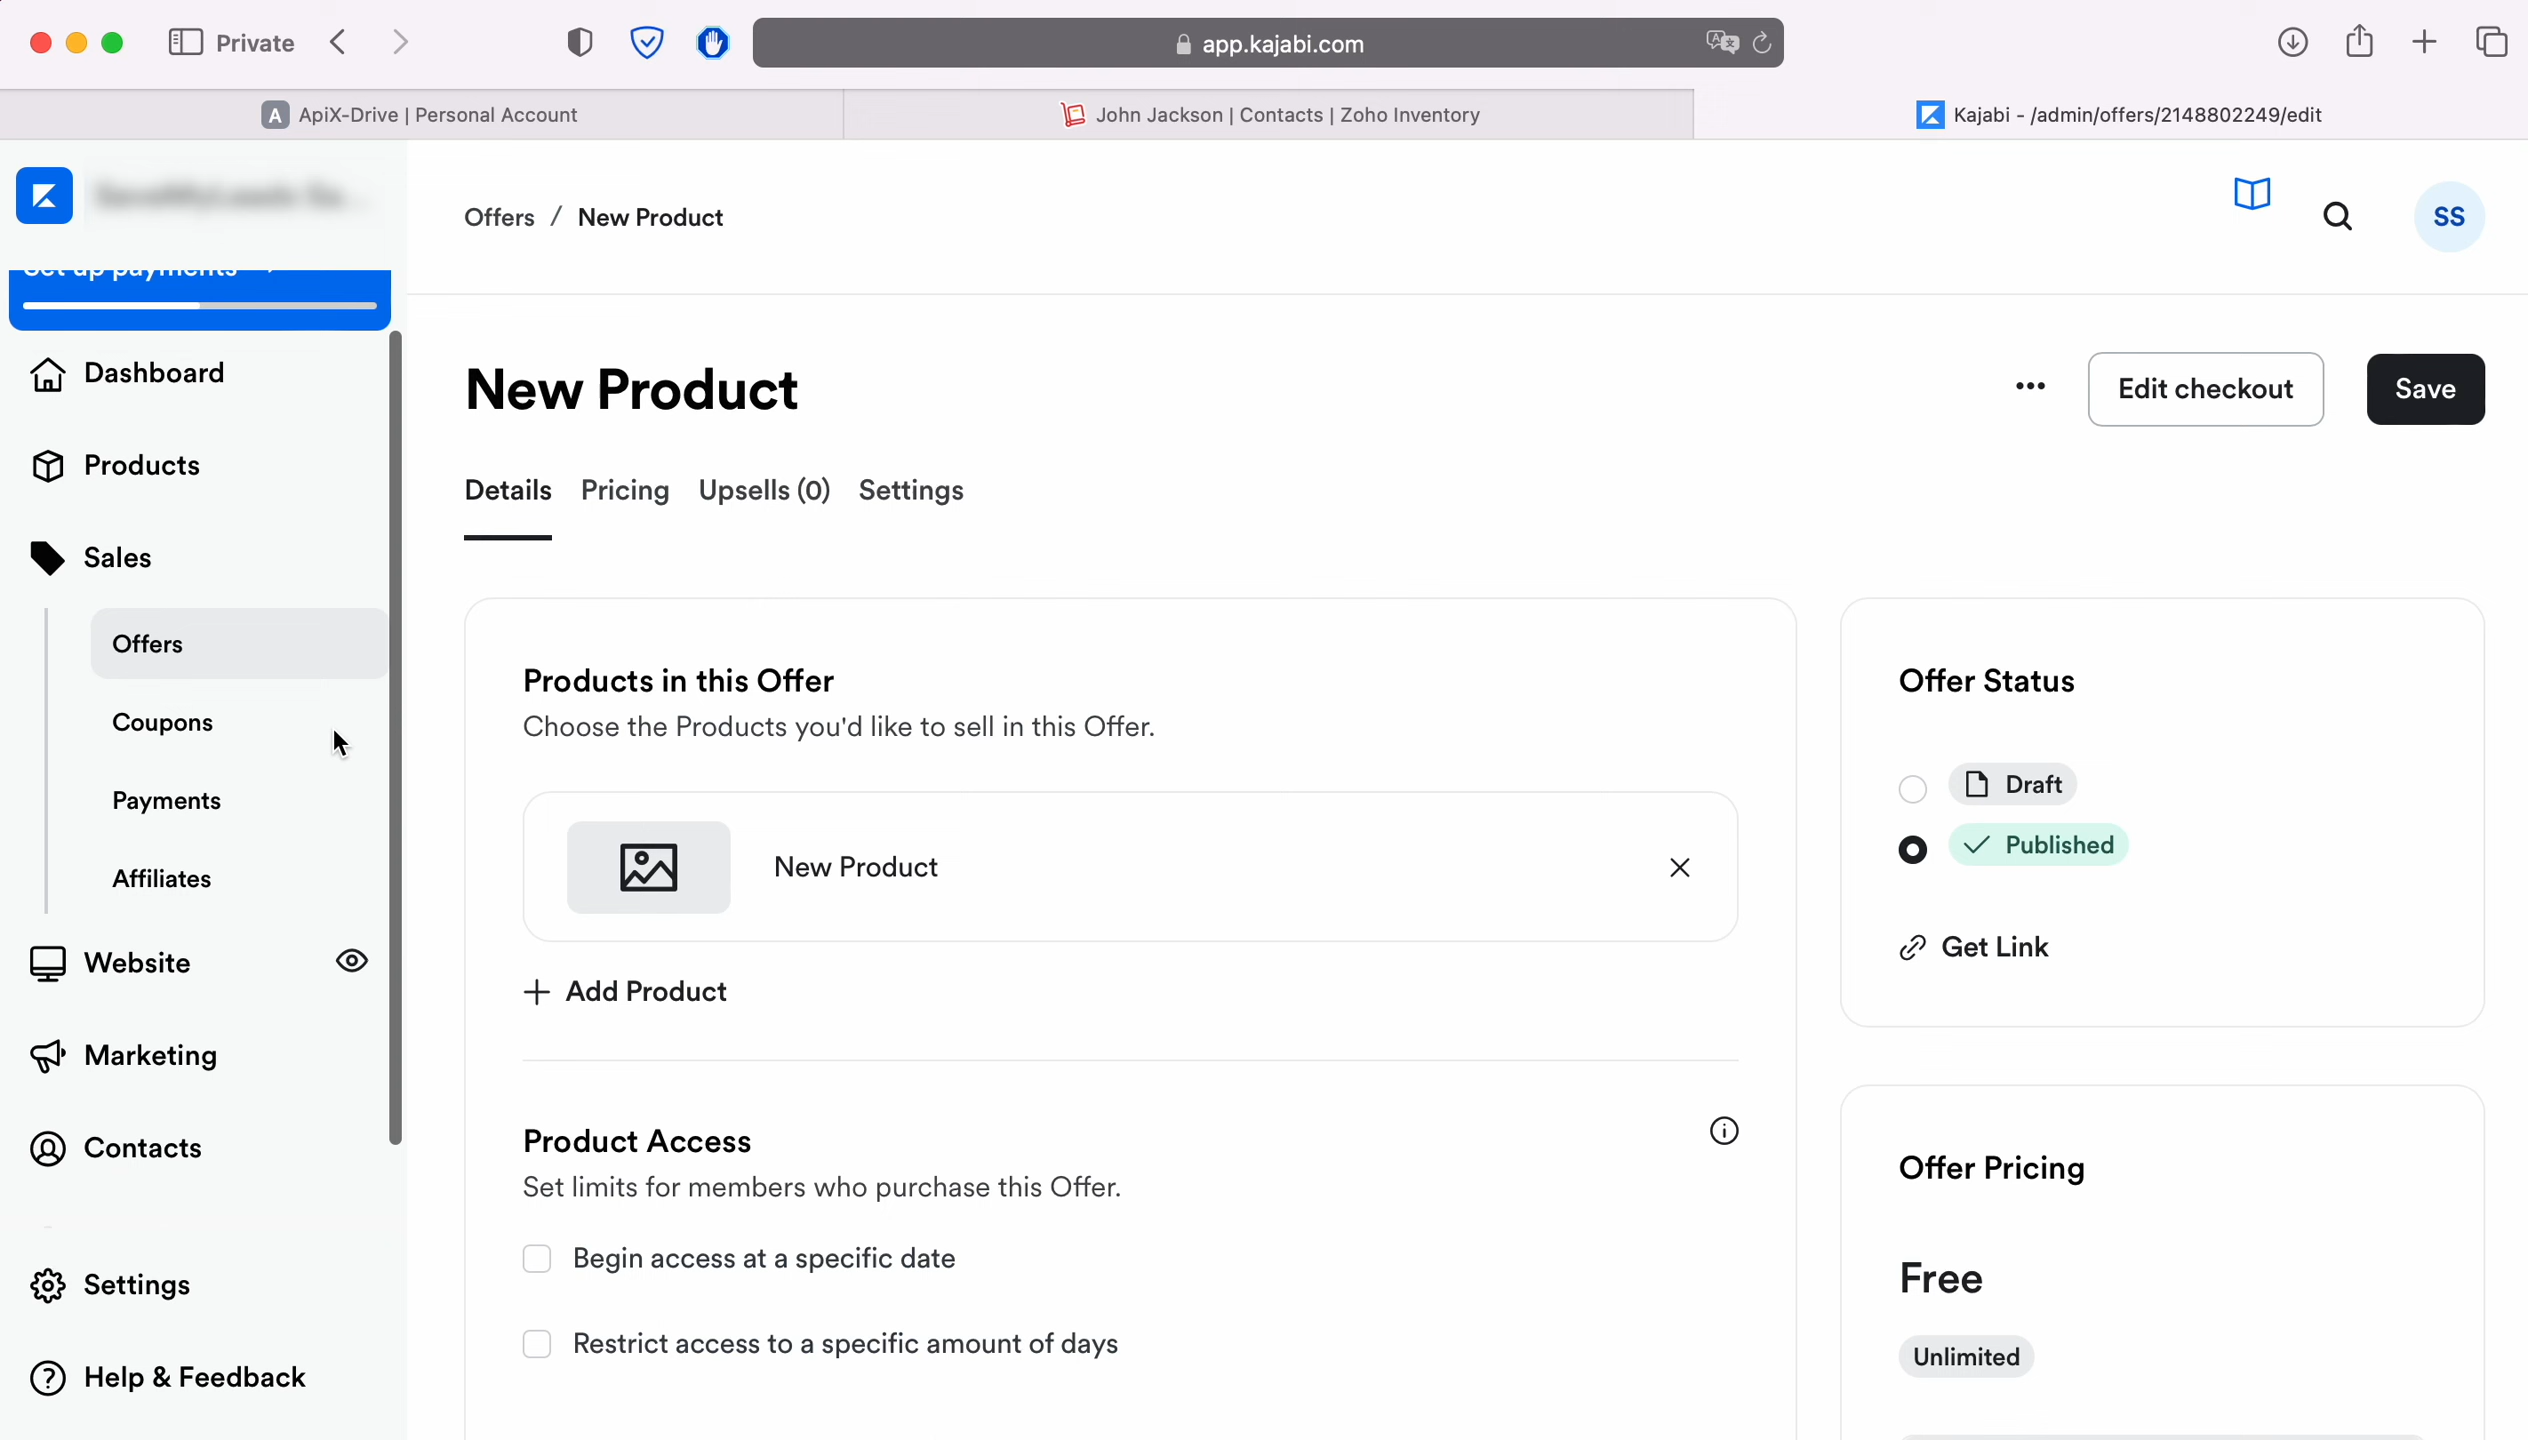 Private
app.kajabi.com
A ApiX-Drive | Personal Account
John Jackson | Contacts | Zoho Inventory
Kajabi - /admin/offers/2148802249/edit
Offers / New Product
SS
Set up payments
Dashboard
Products
Sales
Offers
Coupons
Payments
Affiliates
Website
Marketing
Contacts
Settings
Help & Feedback
New Product
Edit checkout
Save
Details Pricing Upsells (0) Settings
Products in this Offer
Choose the Products you'd like to sell in this Offer.
New Product
Add Product
Product Access
Set limits for members who purchase this Offer.
Begin access at a specific date
Restrict access to a specific amount of days
Offer Status
Draft
Published
Get Link
Offer Pricing
Free
Unlimited